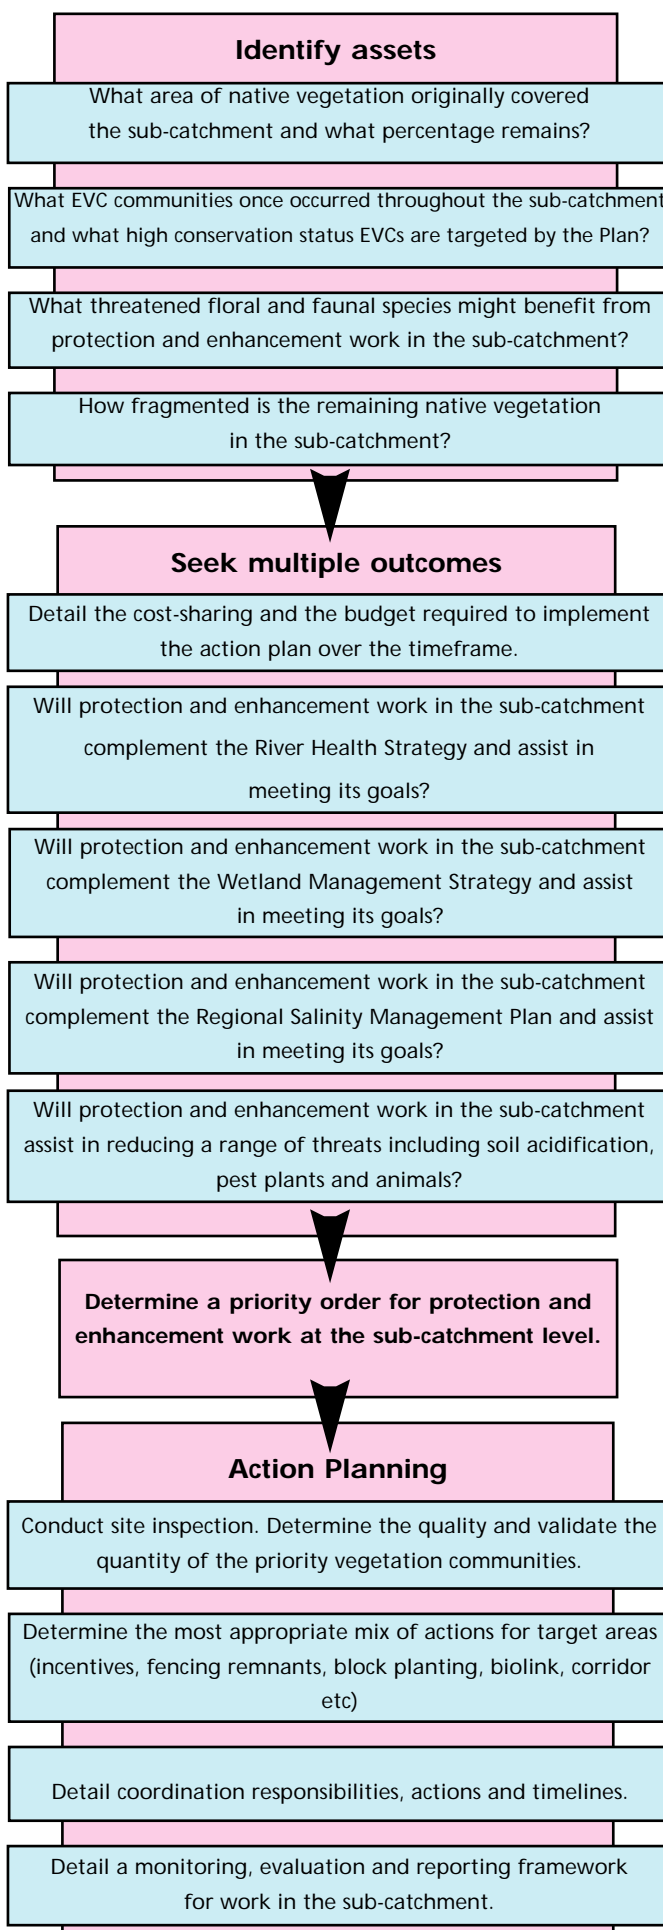 Identify assets
What area of native vegetation originally covered
the sub-catchment and what percentage remains?
What EVC communities once occurred throughout the sub-catchment
and what high conservation status EVCs are targeted by the Plan?
What threatened floral and faunal species might benefit from
protection and enhancement work in the sub-catchment?
How fragmented is the remaining native vegetation
in the sub-catchment?
Seek multiple outcomes
Detail the cost-sharing and the budget required to implement
the action plan over the timeframe.
Will protection and enhancement work in the sub-catchment
complement the River Health Strategy and assist in
meeting its goals?
Will protection and enhancement work in the sub-catchment
complement the Wetland Management Strategy and assist
in meeting its goals?
Will protection and enhancement work in the sub-catchment
complement the Regional Salinity Management Plan and assist
in meeting its goals?
Will protection and enhancement work in the sub-catchment
assist in reducing a range of threats including soil acidification,
pest plants and animals?
Determine a priority order for protection and
enhancement work at the sub-catchment level.
Action Planning
Conduct site inspection. Determine the quality and validate the
quantity of the priority vegetation communities.
Determine the most appropriate mix of actions for target areas
(incentives, fencing remnants, block planting, biolink, corridor
etc)
Detail coordination responsibilities, actions and timelines.
Detail a monitoring, evaluation and reporting framework
for work in the sub-catchment.